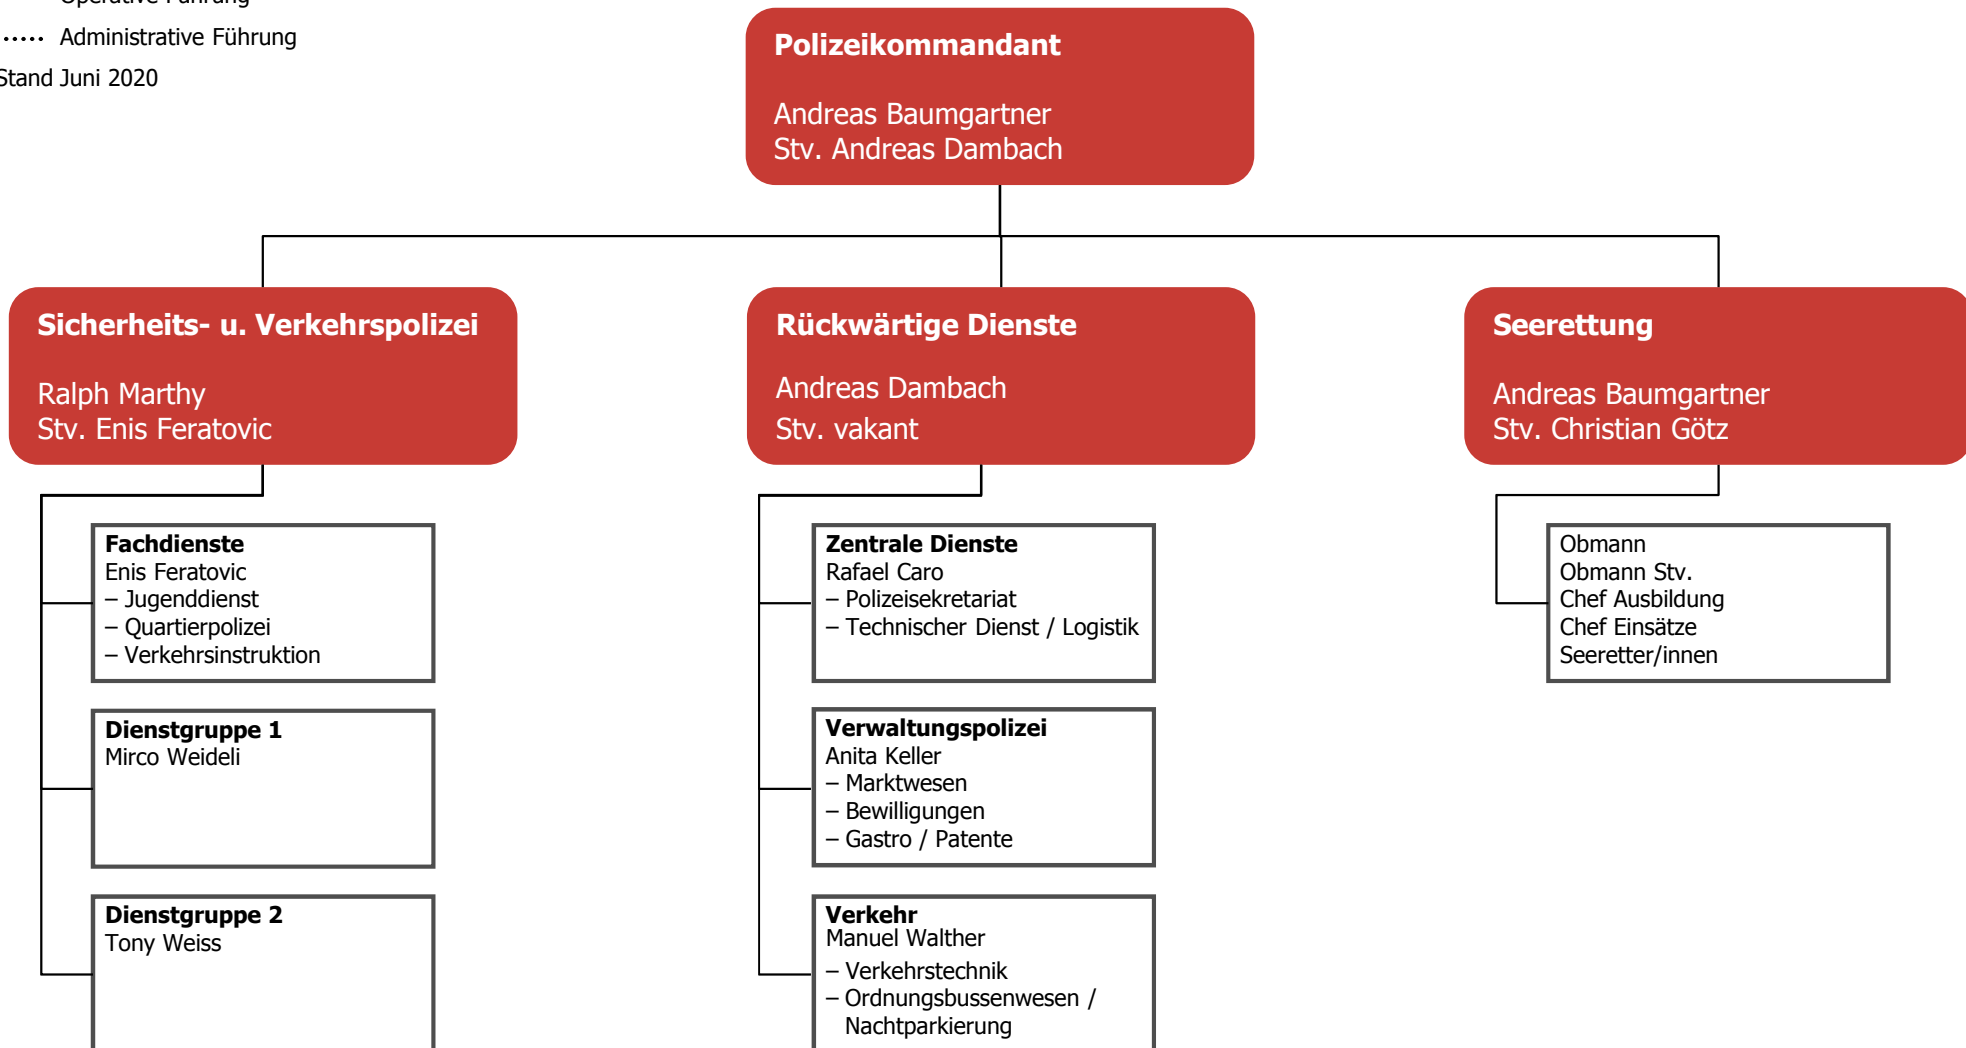 Operative Führung
..... Administrative Führung
Stand Juni 2020
Polizeikommandant
Andreas Baumgartner
Stv. Andreas Dambach
Sicherheits- u. Verkehrspolizei
Ralph Marthy
Stv. Enis Feratovic
Rückwärtige Dienste
Andreas Dambach
Stv. vakant
Seerettung
Andreas Baumgartner
Stv. Christian Götz
Fachdienste
Enis Feratovic
– Jugenddienst
– Quartierpolizei
– Verkehrsinstruktion
Dienstgruppe 1
Mirco Weideli
Dienstgruppe 2
Tony Weiss
Zentrale Dienste
Rafael Caro
– Polizeisekretariat
– Technischer Dienst / Logistik
Verwaltungspolizei
Anita Keller
– Marktwesen
– Bewilligungen
– Gastro / Patente
Verkehr
Manuel Walther
– Verkehrstechnik
– Ordnungsbussenwesen /
Nachtparkierung
Obmann
Obmann Stv.
Chef Ausbildung
Chef Einsätze
Seeretter/innen